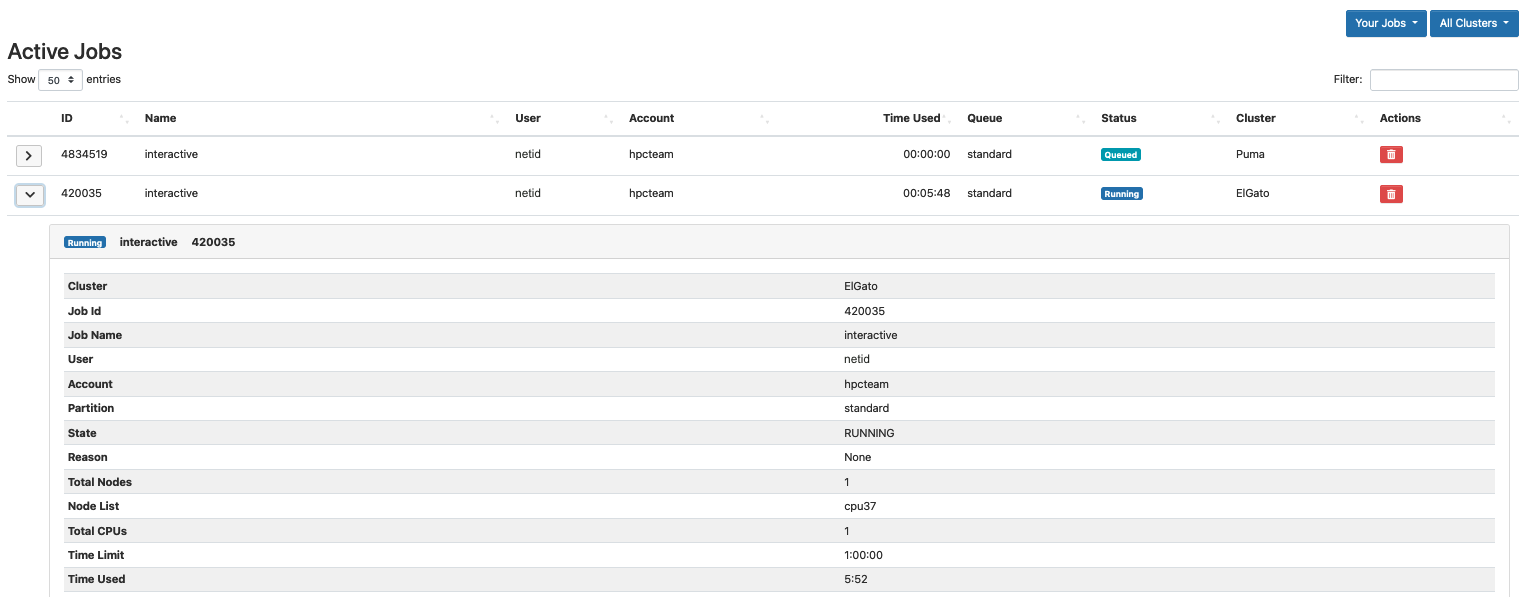 Your Jobs All Clusters
Active Jobs
Show 50 entries Filter:
ID Name User Account Time Used Queue Status Cluster Actions
4834519 interactive netid hpcteam 00:00:00 standard Queued Puma
420035 interactive netid hpcteam 00:05:48 standard Running ElGato
Running interactive 420035
Cluster ElGato
Job Id 420035
Job Name interactive
User netid
Account hpcteam
Partition standard
State RUNNING
Reason None
Total Nodes 1
Node List cpu37
Total CPUs 1
Time Limit 1:00:00
Time Used 5:52